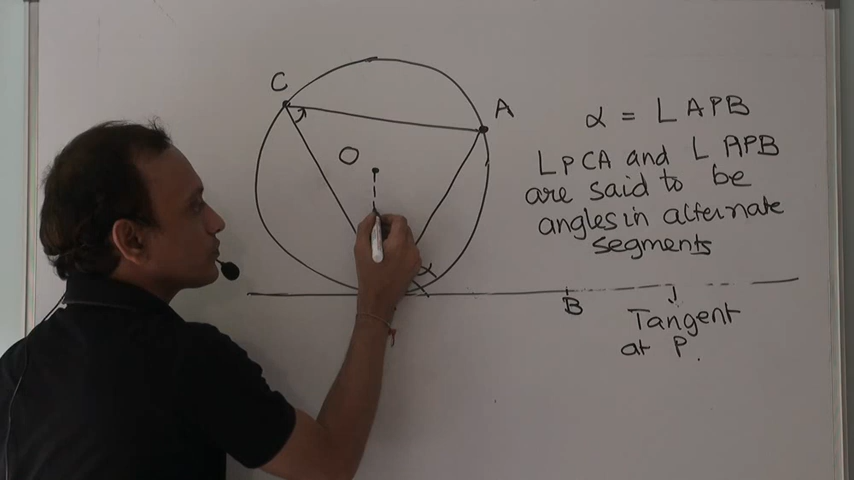 C
A
O
α = ∠APB
∠PCA and ∠APB
are said to be
angles in alternate
segments
B
Tangent
at P.